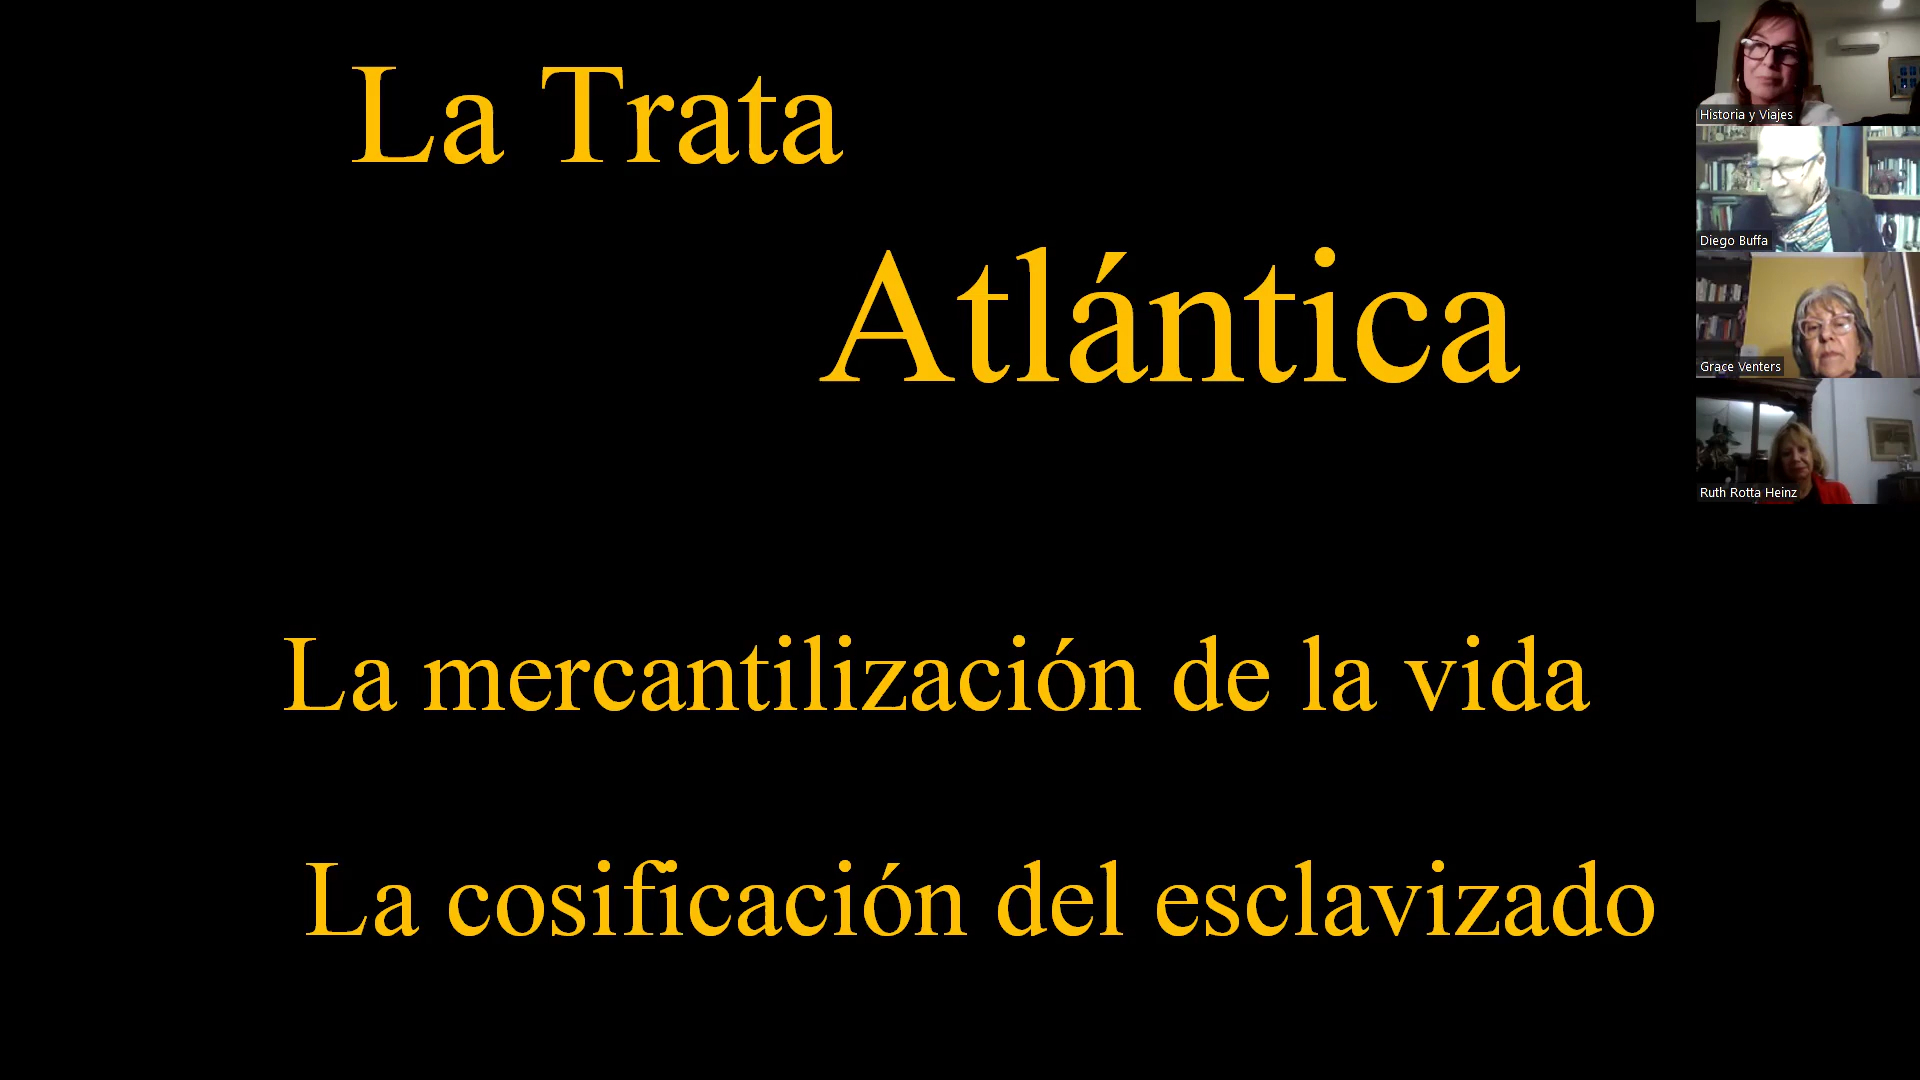 La Trata
Atlántica
La mercantilización de la vida
La cosificación del esclavizado
Historia y Viajes
Diego Buffa
Grace Venters
Ruth Rotta Heinz